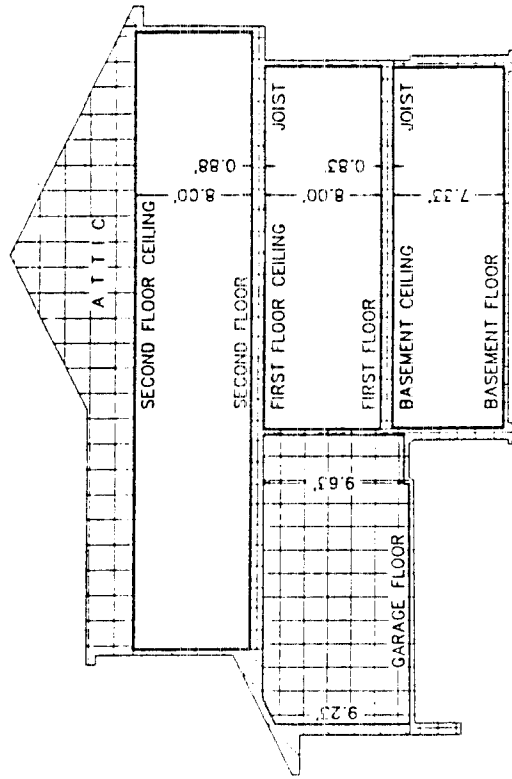 ATTIC
SECOND FLOOR CEILING
8.00'
SECOND FLOOR
0.88'
FIRST FLOOR CEILING
JOIST
8.00'
FIRST FLOOR
0.83'
BASEMENT CEILING
JOIST
7.33'
BASEMENT FLOOR
9.63'
9.23'
GARAGE FLOOR